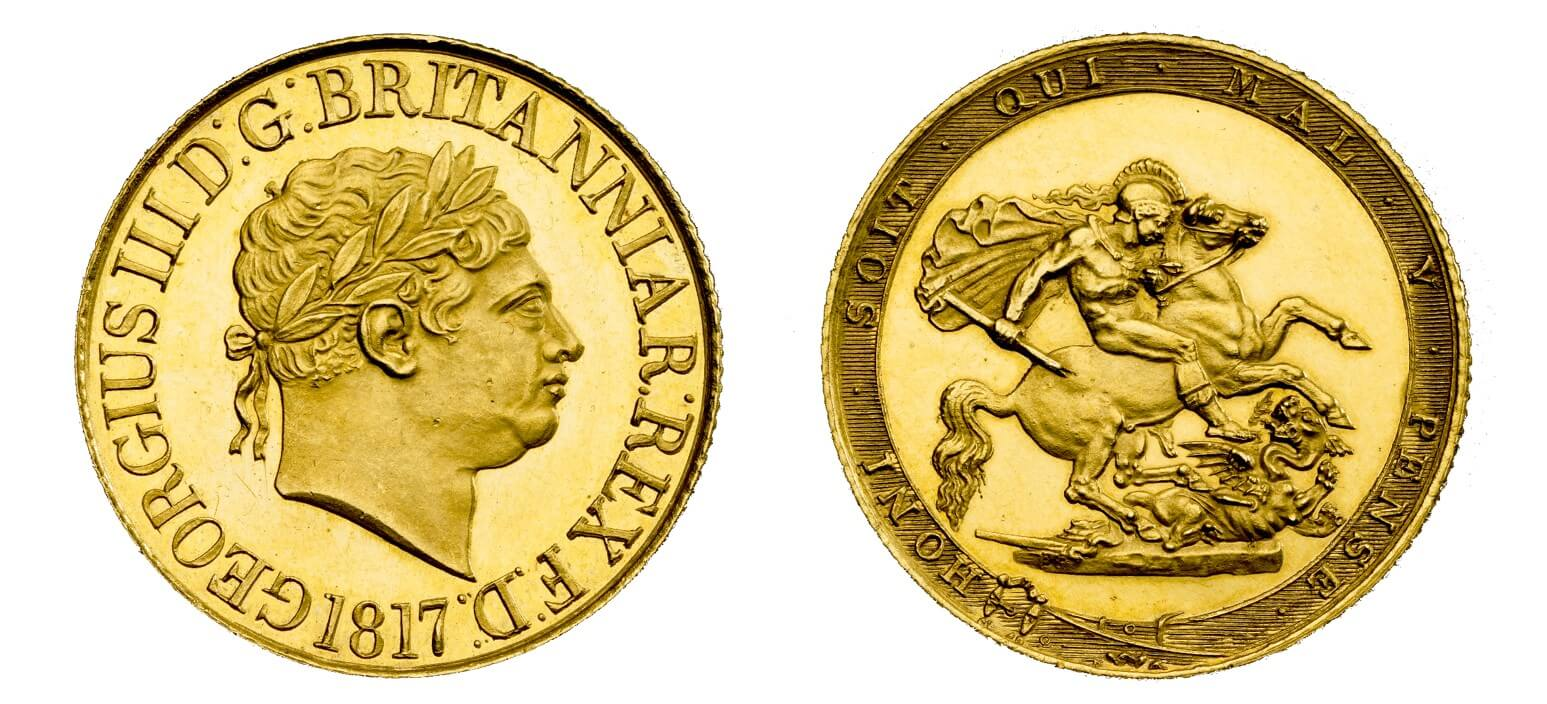 GEORGIUS III D: G: BRITANNIAR: REX F. D:
1817
HONI · SOIT · QUI · MAL · Y · PENSE ·